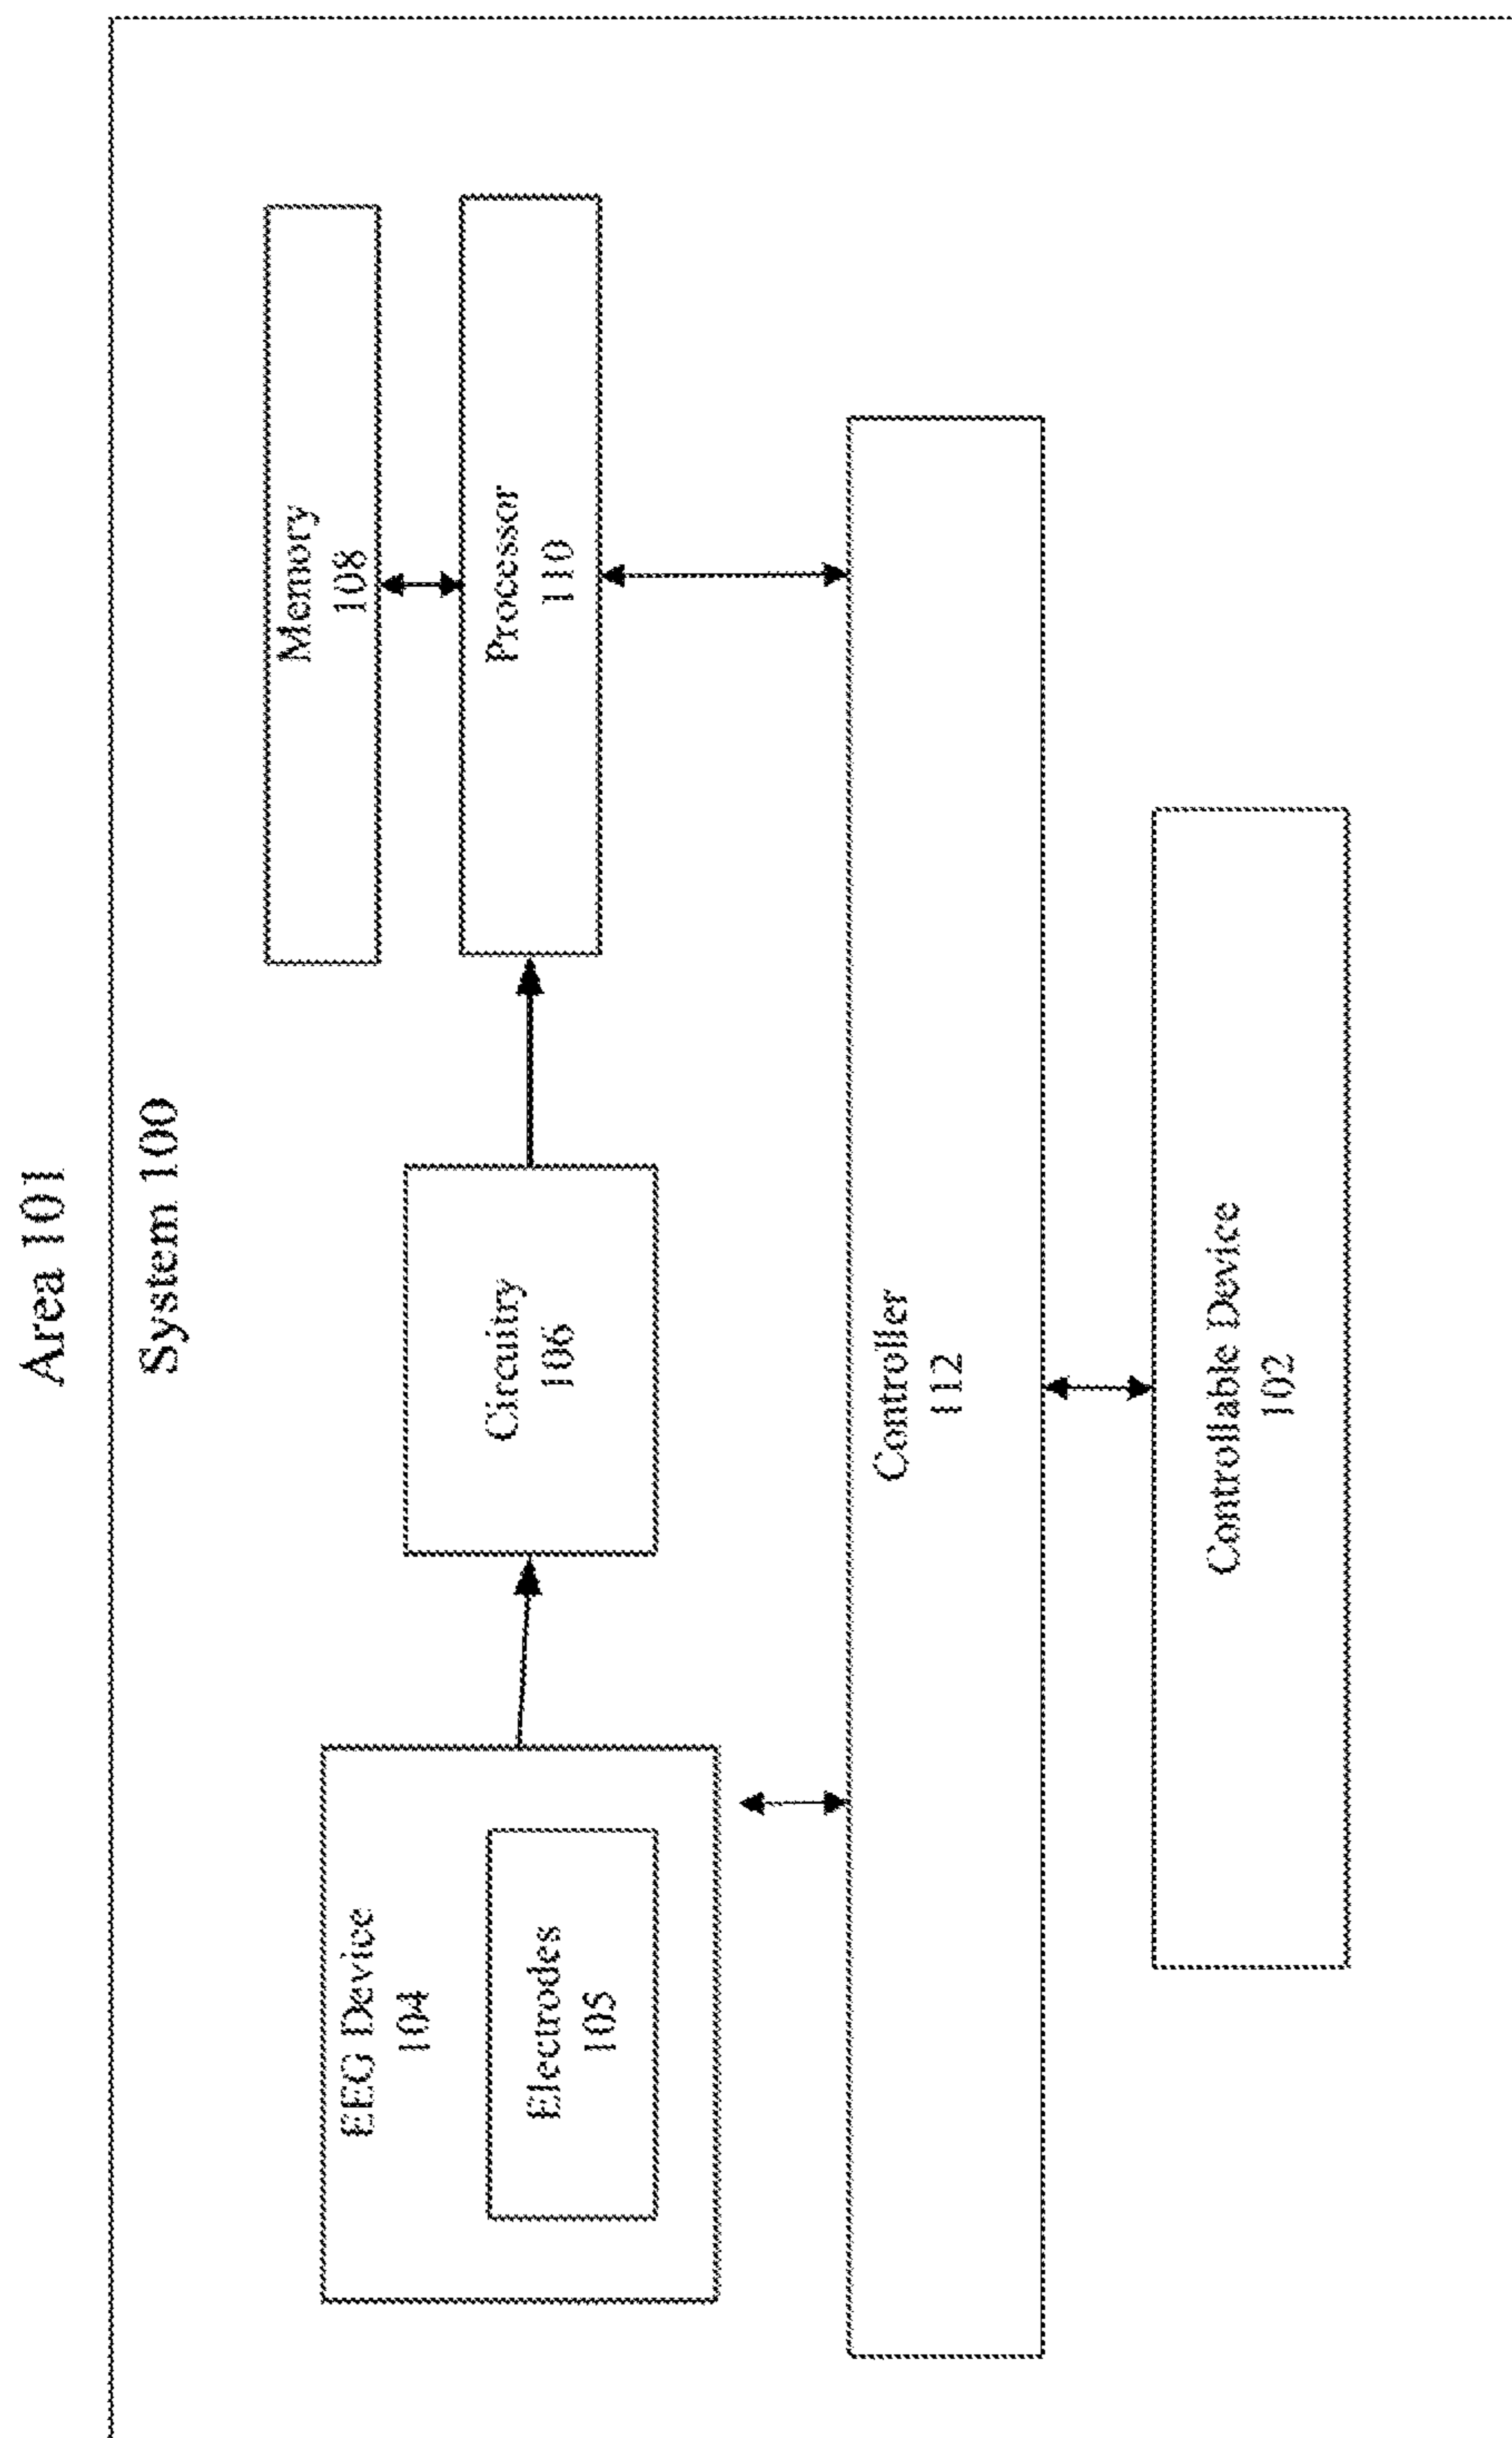 Area 101
System 100
EEG Device
104
Electrodes
105
Circuitry
106
Memory
108
Processor
110
Controller
112
Controllable Device
102